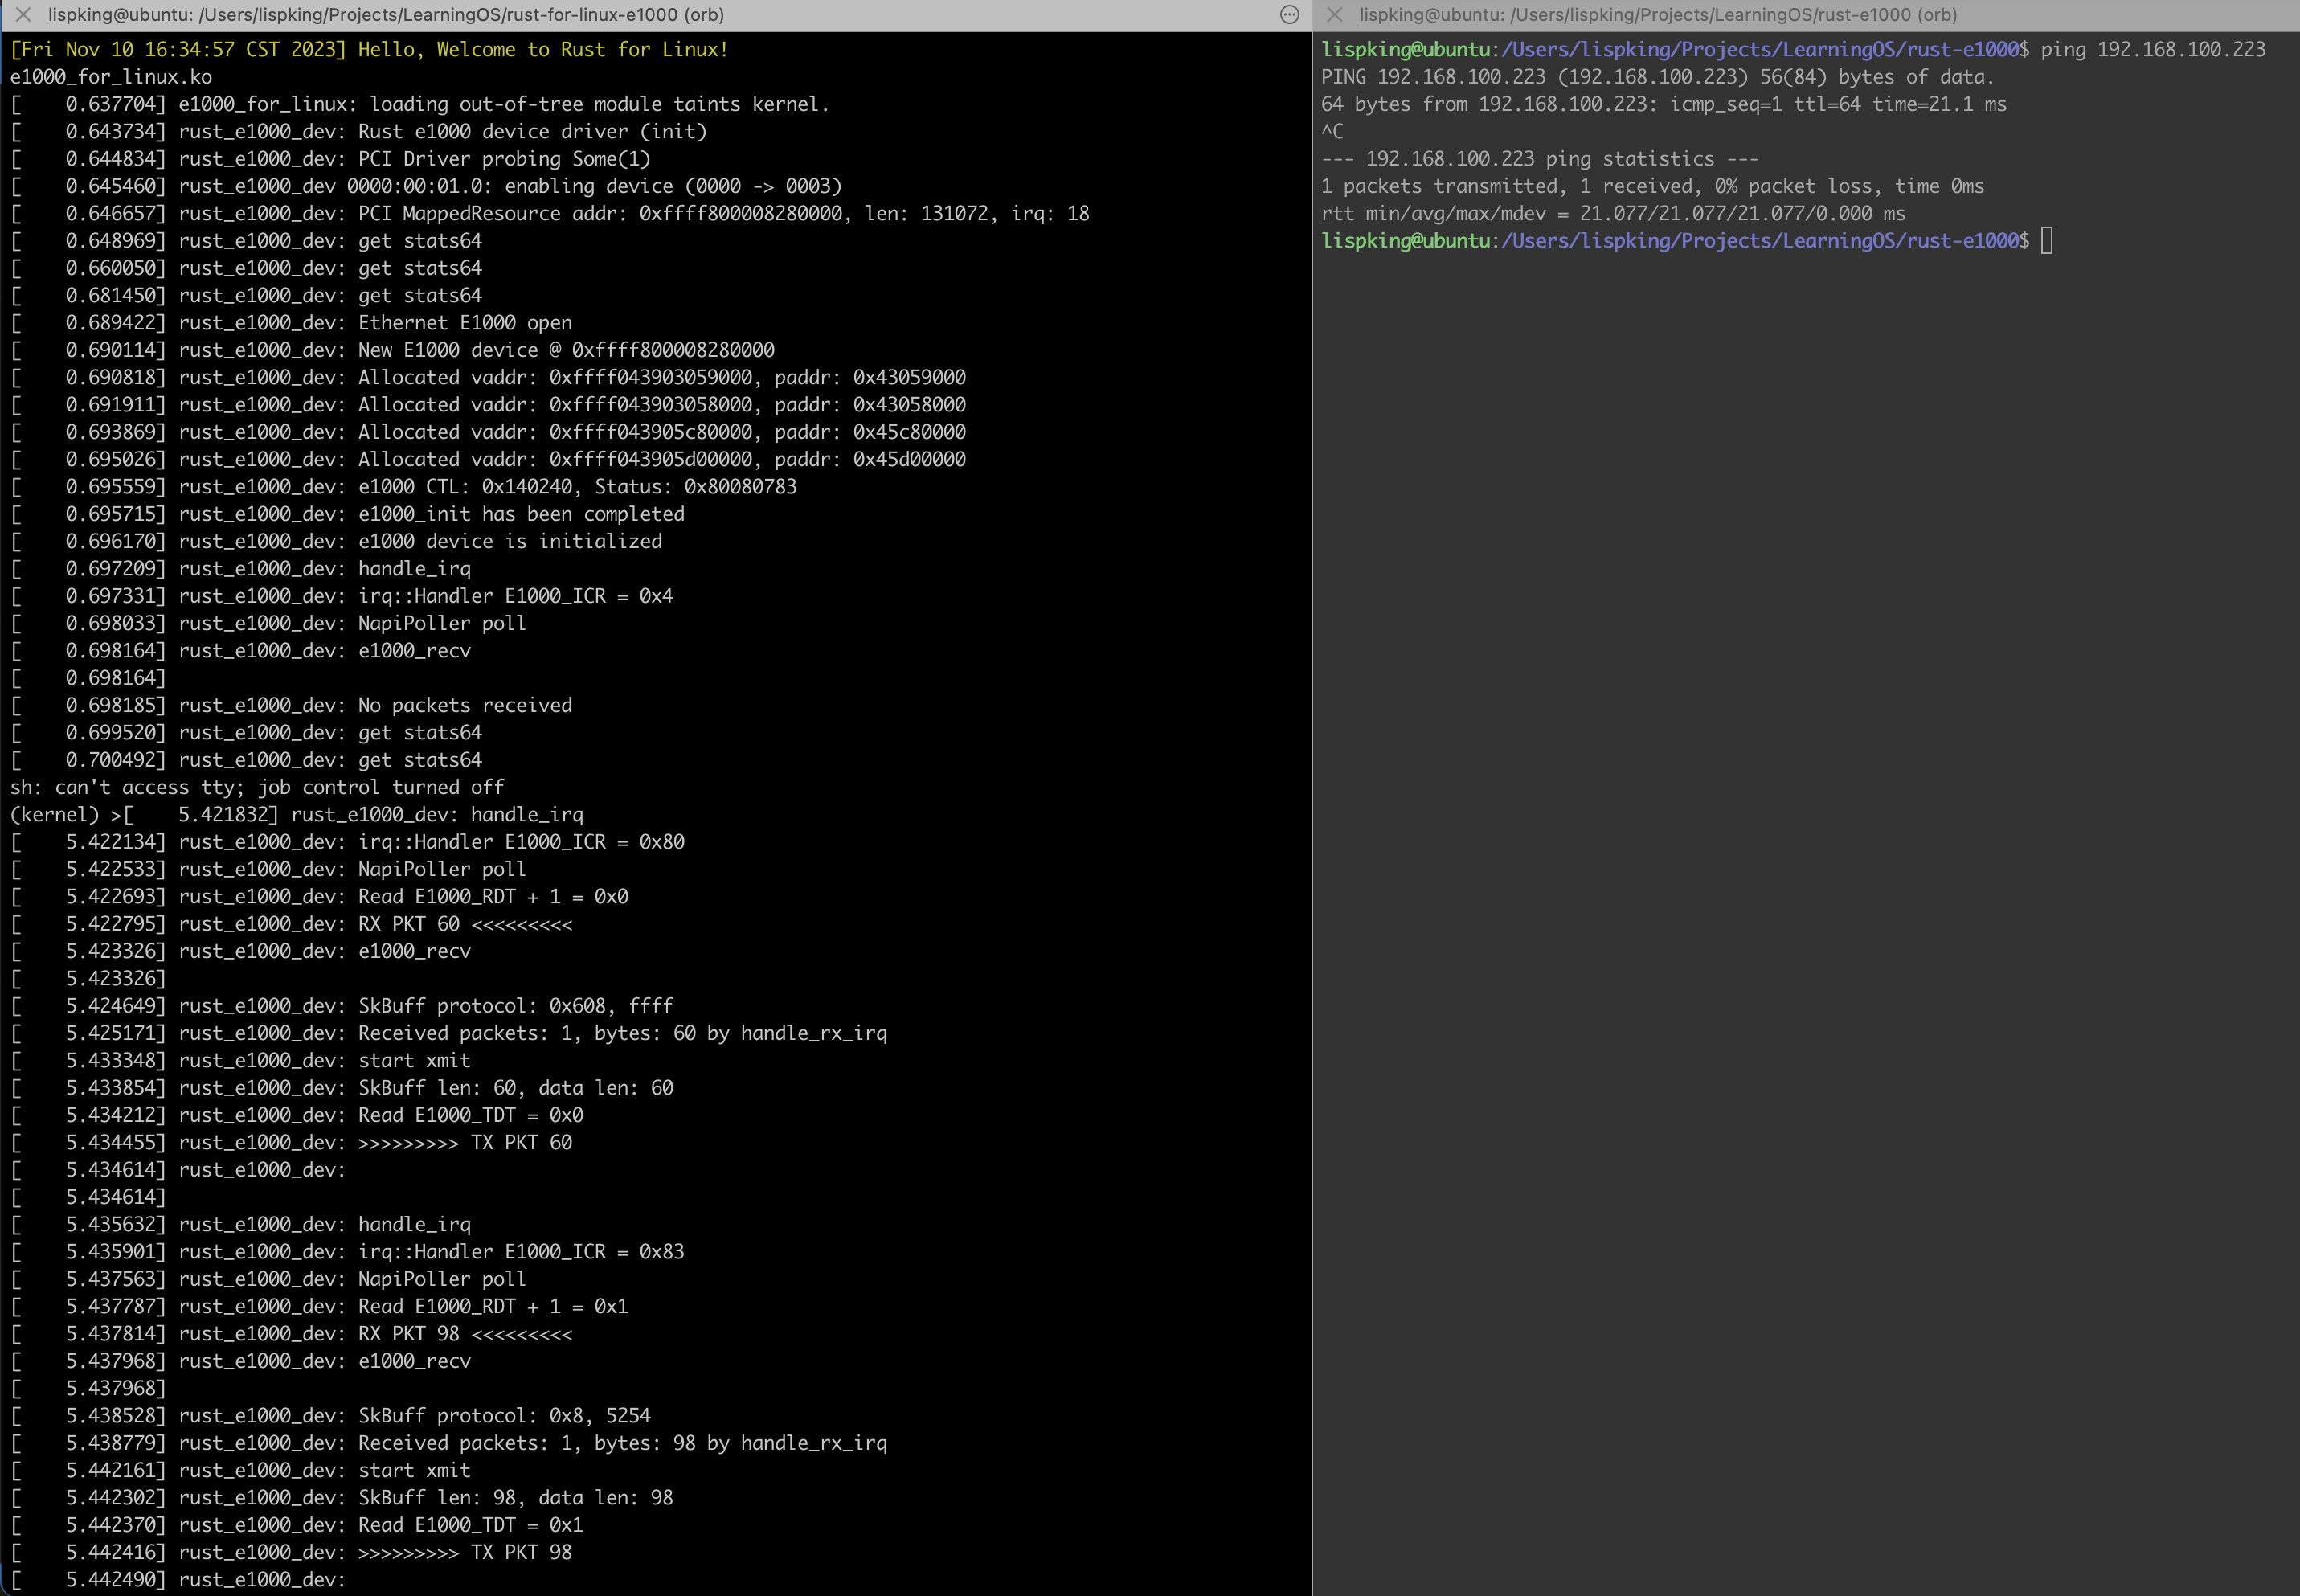 lispking@ubuntu: /Users/lispking/Projects/LearningOS/rust-for-linux-e1000 (orb)
[Fri Nov 10 16:34:57 CST 2023] Hello, Welcome to Rust for Linux!
e1000_for_linux.ko
[    0.637704] e1000_for_linux: loading out-of-tree module taints kernel.
[    0.643734] rust_e1000_dev: Rust e1000 device driver (init)
[    0.644834] rust_e1000_dev: PCI Driver probing Some(1)
[    0.645460] rust_e1000_dev 0000:00:01.0: enabling device (0000 -> 0003)
[    0.646657] rust_e1000_dev: PCI MappedResource addr: 0xffff800008280000, len: 131072, irq: 18
[    0.648969] rust_e1000_dev: get stats64
[    0.660050] rust_e1000_dev: get stats64
[    0.681450] rust_e1000_dev: get stats64
[    0.689422] rust_e1000_dev: Ethernet E1000 open
[    0.690114] rust_e1000_dev: New E1000 device @ 0xffff800008280000
[    0.690818] rust_e1000_dev: Allocated vaddr: 0xffff043903059000, paddr: 0x43059000
[    0.691911] rust_e1000_dev: Allocated vaddr: 0xffff043903058000, paddr: 0x43058000
[    0.693869] rust_e1000_dev: Allocated vaddr: 0xffff043905c80000, paddr: 0x45c80000
[    0.695026] rust_e1000_dev: Allocated vaddr: 0xffff043905d00000, paddr: 0x45d00000
[    0.695559] rust_e1000_dev: e1000 CTL: 0x140240, Status: 0x80080783
[    0.695715] rust_e1000_dev: e1000_init has been completed
[    0.696170] rust_e1000_dev: e1000 device is initialized
[    0.697209] rust_e1000_dev: handle_irq
[    0.697331] rust_e1000_dev: irq::Handler E1000_ICR = 0x4
[    0.698033] rust_e1000_dev: NapiPoller poll
[    0.698164] rust_e1000_dev: e1000_recv
[    0.698164]
[    0.698185] rust_e1000_dev: No packets received
[    0.699520] rust_e1000_dev: get stats64
[    0.700492] rust_e1000_dev: get stats64
sh: can't access tty; job control turned off
(kernel) >[    5.421832] rust_e1000_dev: handle_irq
[    5.422134] rust_e1000_dev: irq::Handler E1000_ICR = 0x80
[    5.422533] rust_e1000_dev: NapiPoller poll
[    5.422693] rust_e1000_dev: Read E1000_RDT + 1 = 0x0
[    5.422795] rust_e1000_dev: RX PKT 60 <<<<<<<<<
[    5.423326] rust_e1000_dev: e1000_recv
[    5.423326]
[    5.424649] rust_e1000_dev: SkBuff protocol: 0x608, ffff
[    5.425171] rust_e1000_dev: Received packets: 1, bytes: 60 by handle_rx_irq
[    5.433348] rust_e1000_dev: start xmit
[    5.433854] rust_e1000_dev: SkBuff len: 60, data len: 60
[    5.434212] rust_e1000_dev: Read E1000_TDT = 0x0
[    5.434455] rust_e1000_dev: >>>>>>>>> TX PKT 60
[    5.434614] rust_e1000_dev:
[    5.434614]
[    5.435632] rust_e1000_dev: handle_irq
[    5.435901] rust_e1000_dev: irq::Handler E1000_ICR = 0x83
[    5.437563] rust_e1000_dev: NapiPoller poll
[    5.437787] rust_e1000_dev: Read E1000_RDT + 1 = 0x1
[    5.437814] rust_e1000_dev: RX PKT 98 <<<<<<<<<
[    5.437968] rust_e1000_dev: e1000_recv
[    5.437968]
[    5.438528] rust_e1000_dev: SkBuff protocol: 0x8, 5254
[    5.438779] rust_e1000_dev: Received packets: 1, bytes: 98 by handle_rx_irq
[    5.442161] rust_e1000_dev: start xmit
[    5.442302] rust_e1000_dev: SkBuff len: 98, data len: 98
[    5.442370] rust_e1000_dev: Read E1000_TDT = 0x1
[    5.442416] rust_e1000_dev: >>>>>>>>> TX PKT 98
[    5.442490] rust_e1000_dev:
lispking@ubuntu: /Users/lispking/Projects/LearningOS/rust-e1000 (orb)
lispking@ubuntu:/Users/lispking/Projects/LearningOS/rust-e1000$ ping 192.168.100.223
PING 192.168.100.223 (192.168.100.223) 56(84) bytes of data.
64 bytes from 192.168.100.223: icmp_seq=1 ttl=64 time=21.1 ms
^C
--- 192.168.100.223 ping statistics ---
1 packets transmitted, 1 received, 0% packet loss, time 0ms
rtt min/avg/max/mdev = 21.077/21.077/21.077/0.000 ms
lispking@ubuntu:/Users/lispking/Projects/LearningOS/rust-e1000$